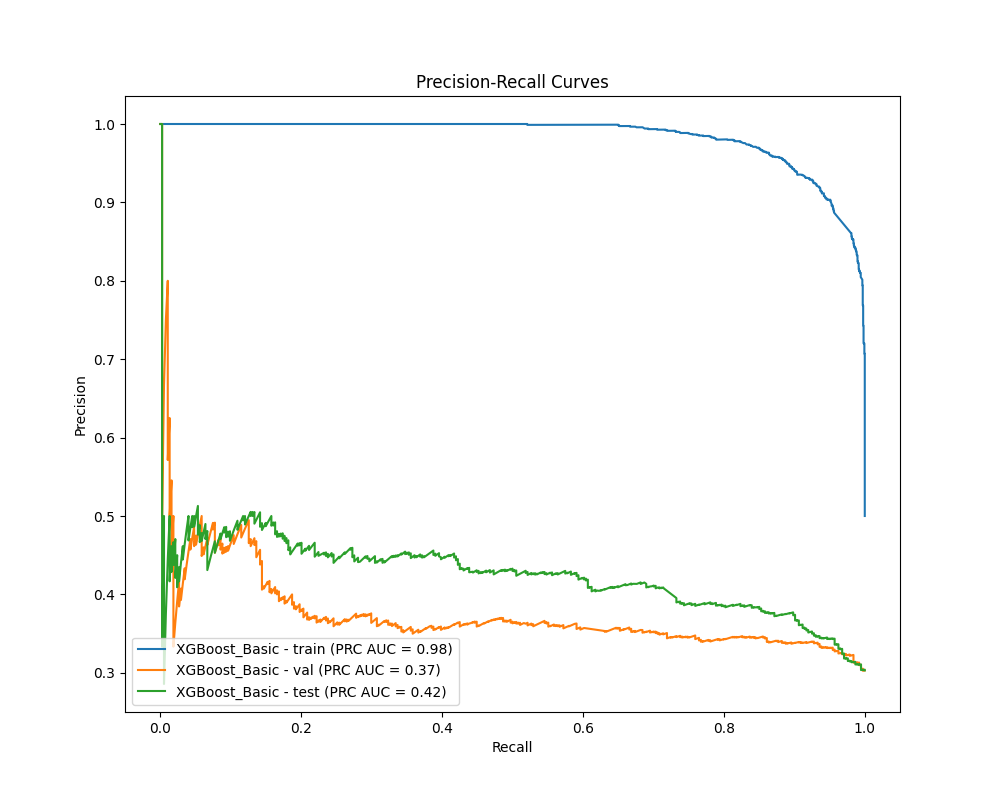 Precision-Recall Curves
Precision
1.0
0.9
0.8
0.7
0.6
0.5
0.4
0.3
XGBoost_Basic - train (PRC AUC = 0.98)
XGBoost_Basic - val (PRC AUC = 0.37)
XGBoost_Basic - test (PRC AUC = 0.42)
0.0 0.2 0.4 0.6 0.8 1.0
Recall